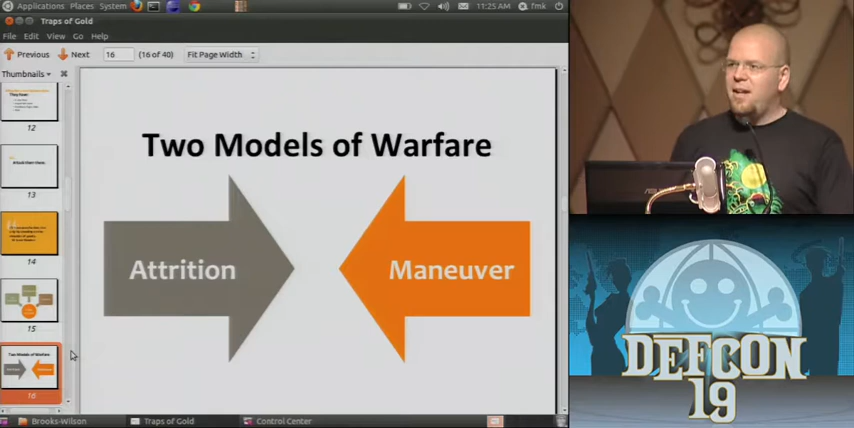 Applications Places System
11:25 AM fmk
Traps of Gold
File Edit View Go Help
Previous Next 16 (16 of 40) Fit Page Width
Thumbnails
12
13
14
15
Two Models of Warfare
16
Two Models of Warfare
Attrition
Maneuver
DEFCON
19
Brooks-Wilson Traps of Gold Control Center